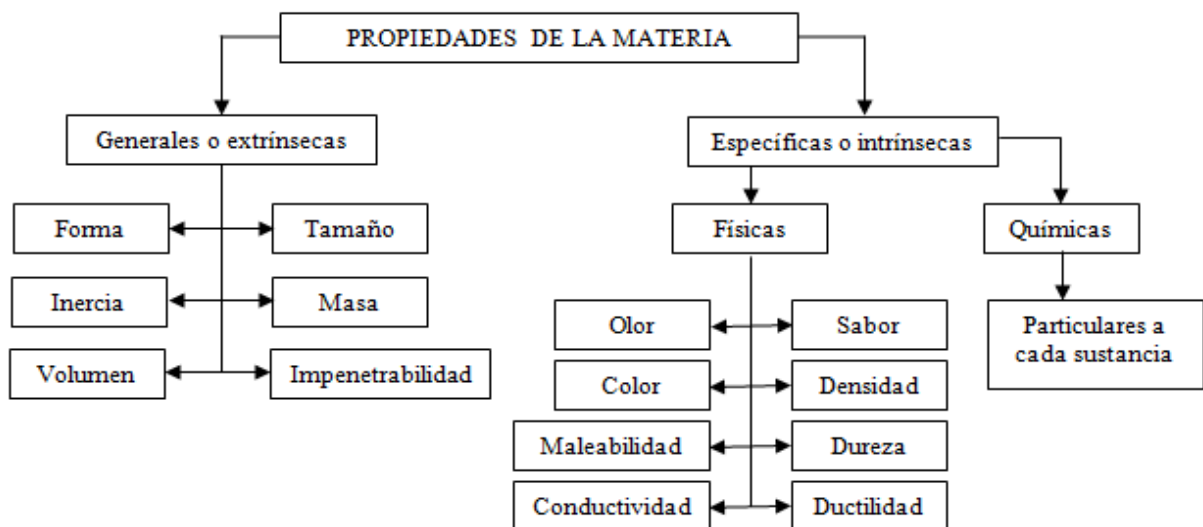 PROPIEDADES DE LA MATERIA
Generales o extrínsecas
Forma
Tamaño
Inercia
Masa
Volumen
Impenetrabilidad
Específicas o intrínsecas
Físicas
Olor
Sabor
Color
Densidad
Maleabilidad
Dureza
Conductividad
Ductilidad
Químicas
Particulares a
cada sustancia